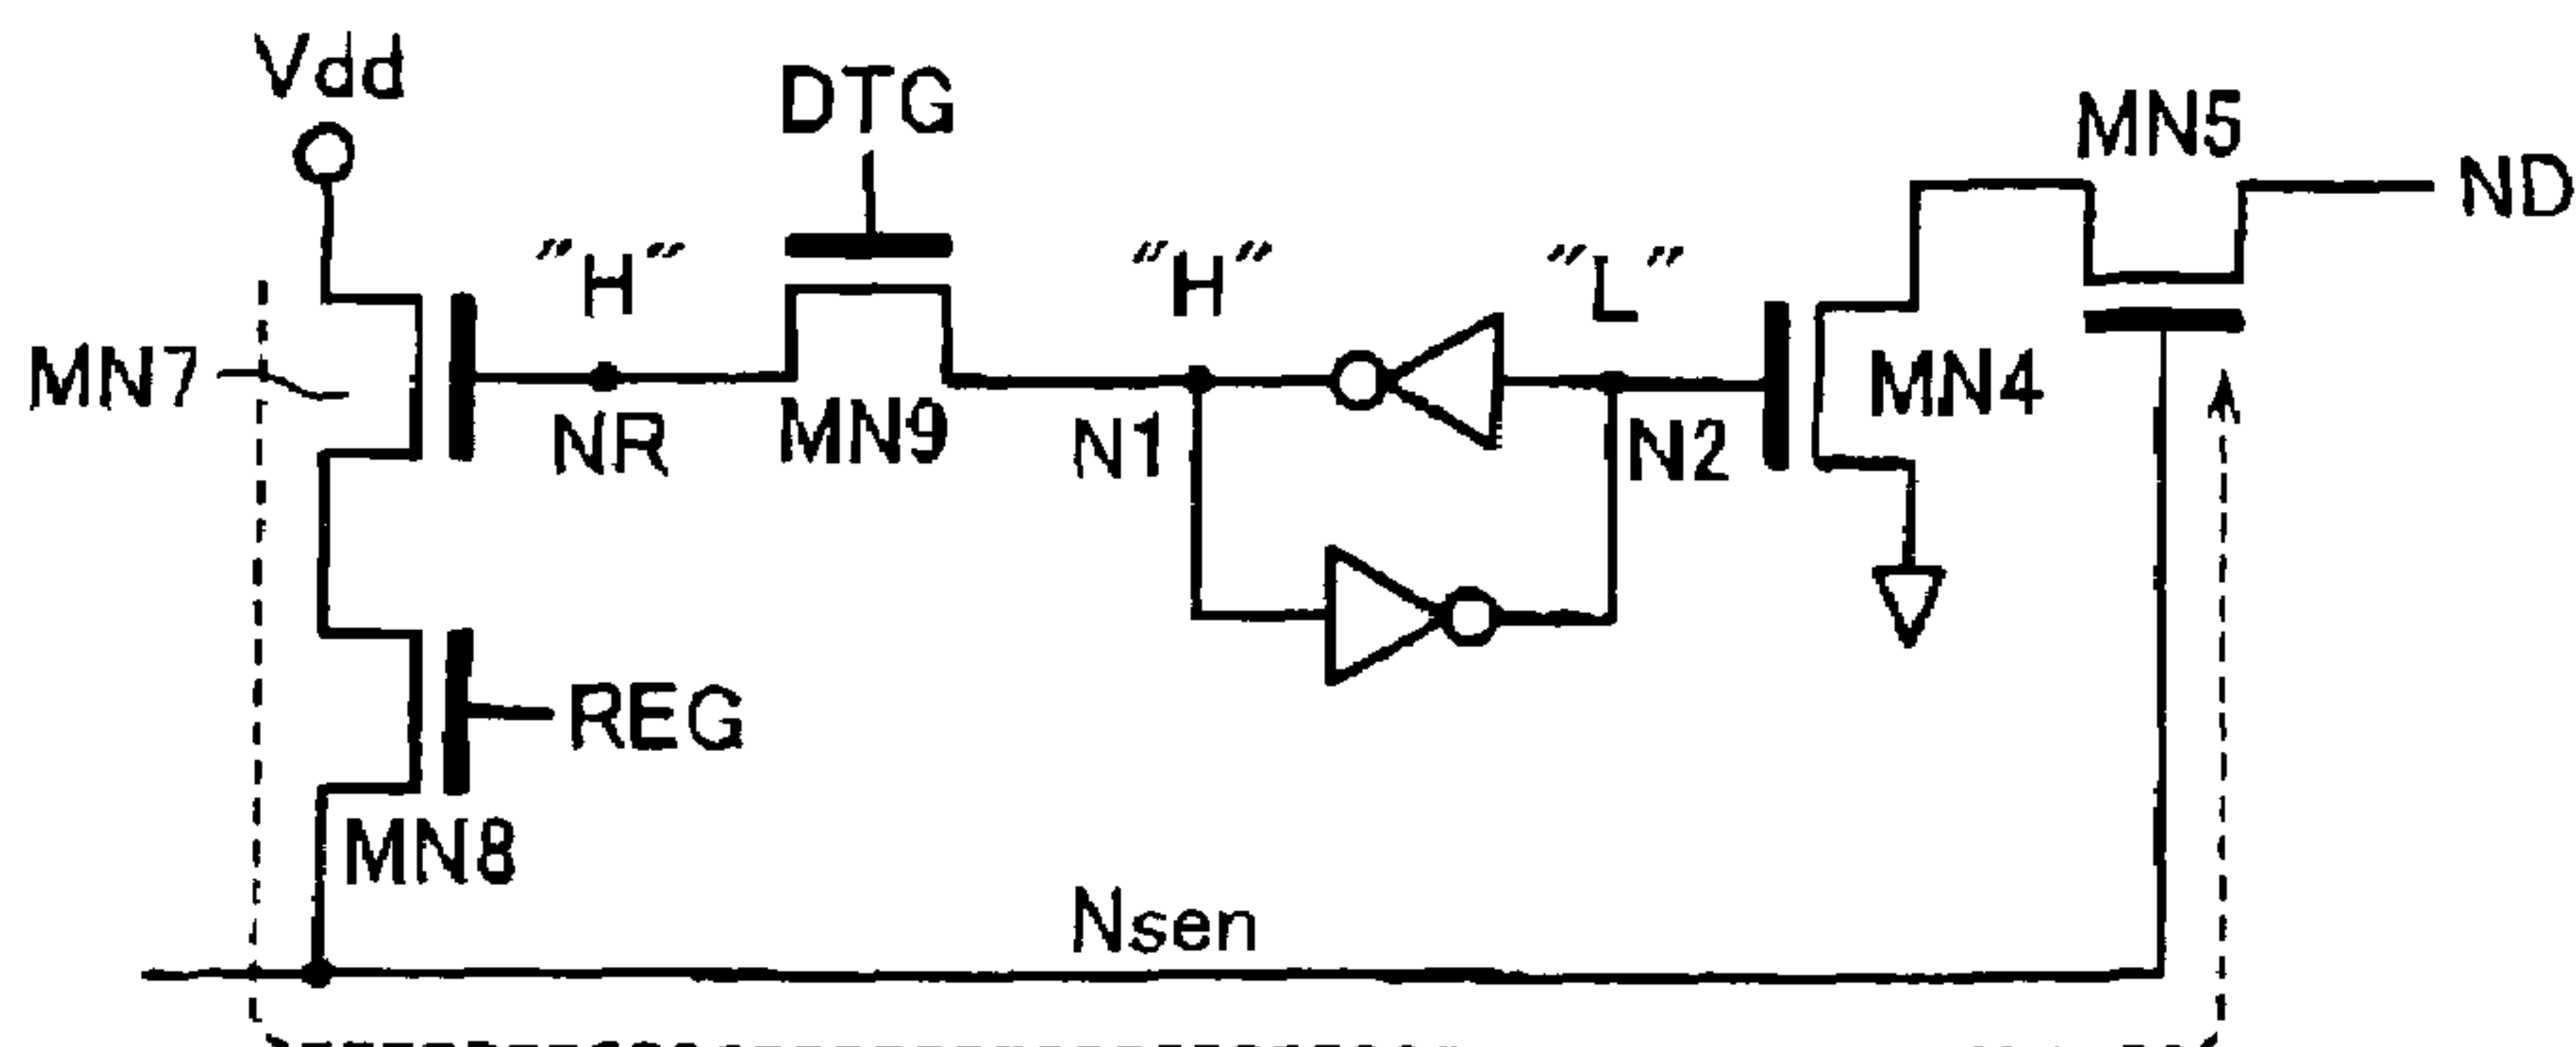 Vdd
DTG
MN5
ND
"H"
"H"
"L"
MN7
NR
MN9
N1
N2
MN4
REG
MN8
Nsen